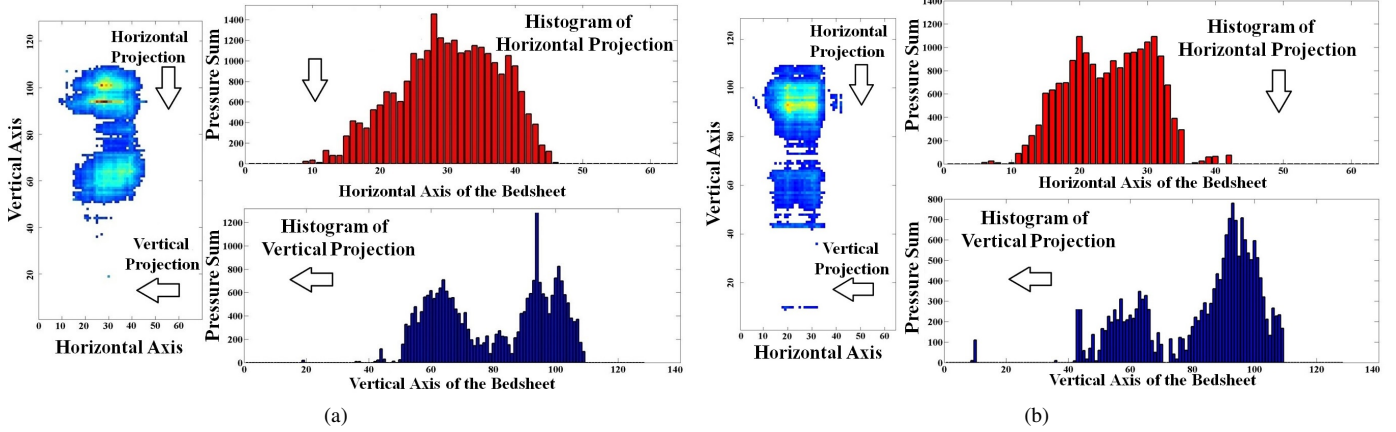 120
100
80
60
40
20
0 10 20 30 40 50 60
Vertical Axis
Horizontal Axis
Horizontal
Projection
Vertical
Projection
1400
1200
1000
800
600
400
200
0
0 10 20 30 40 50 60
Pressure Sum
Histogram of
Horizontal Projection
Horizontal Axis of the Bedsheet
1200
1000
800
600
400
200
0
0 20 40 60 80 100 120 140
Pressure Sum
Histogram of
Vertical Projection
Vertical Axis of the Bedsheet
(a)
120
100
80
60
40
20
0 10 20 30 40 50 60
Vertical Axis
Horizontal Axis
Horizontal
Projection
Vertical
Projection
1400
1200
1000
800
600
400
200
0
0 10 20 30 40 50 60
Pressure Sum
Histogram of
Horizontal Projection
Horizontal Axis of the Bedsheet
800
700
600
500
400
300
200
100
0
0 20 40 60 80 100 120 140
Pressure Sum
Histogram of
Vertical Projection
Vertical Axis of the Bedsheet
(b)